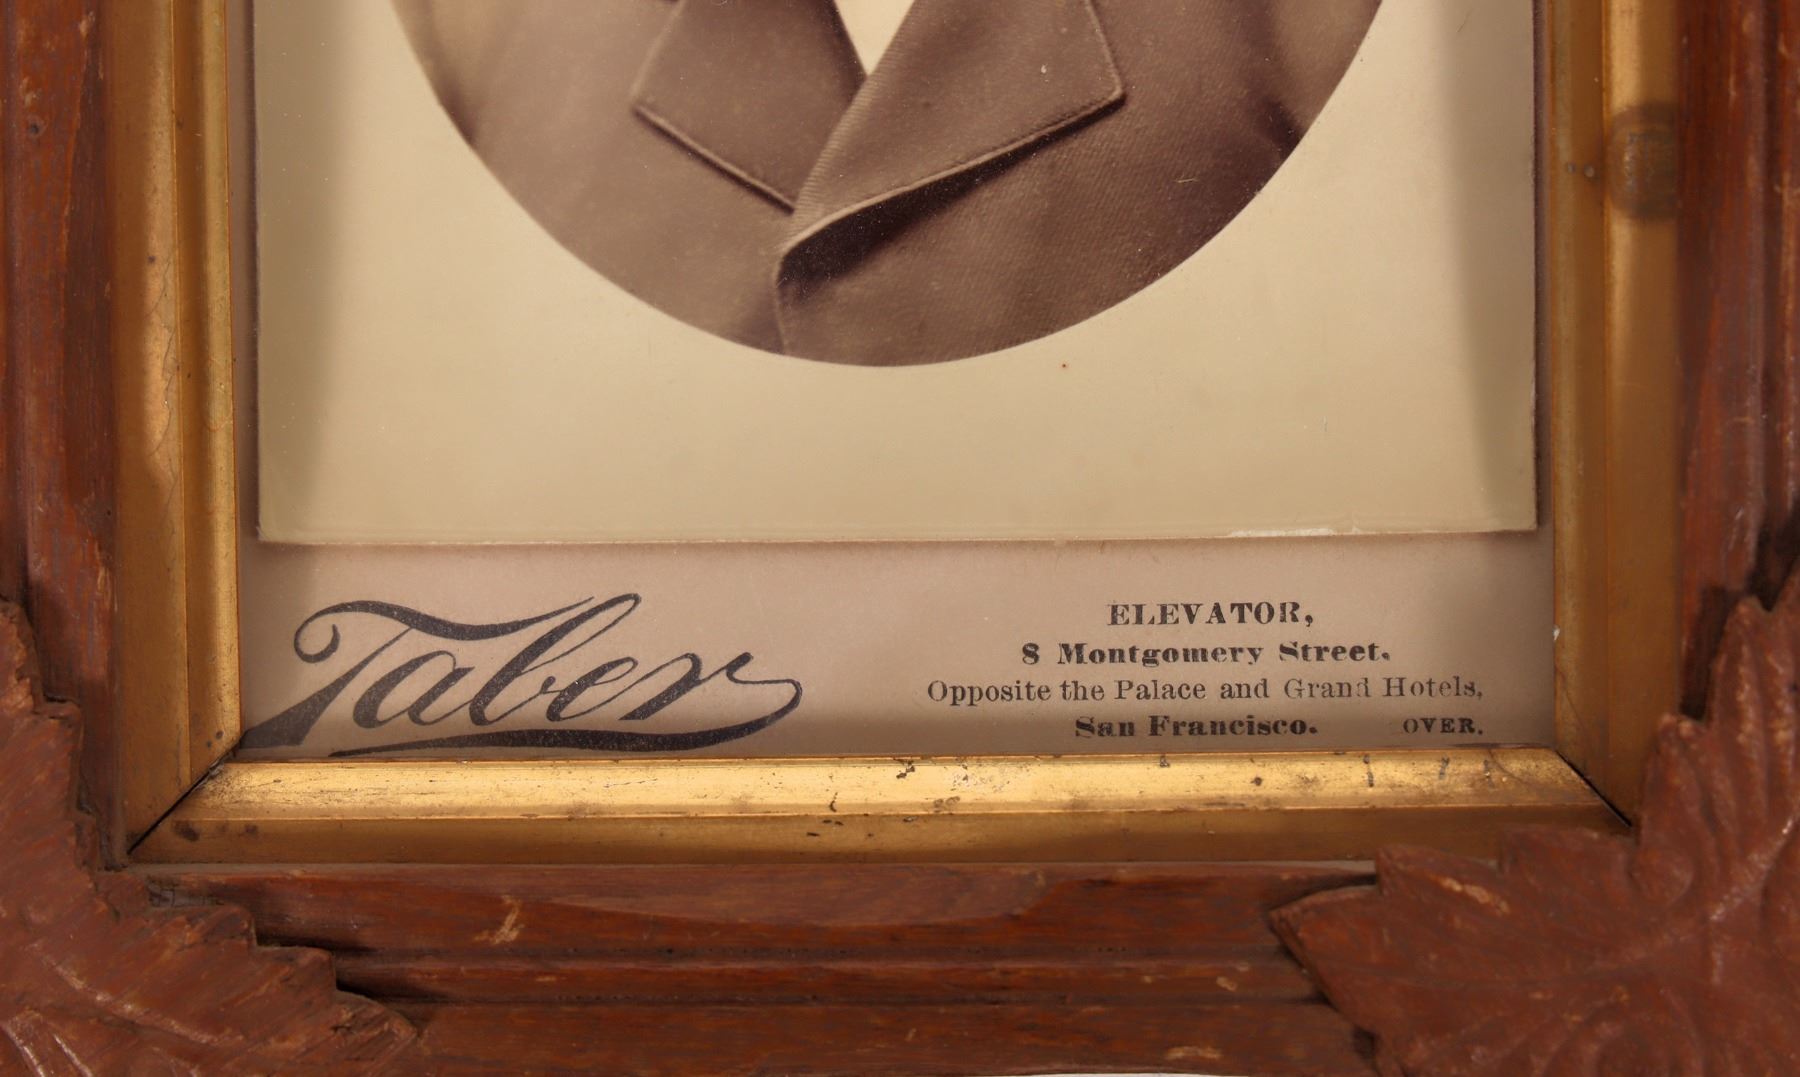 Taber
ELEVATOR,
8 Montgomery Street.
Opposite the Palace and Grand Hotels,
San Francisco. OVER.